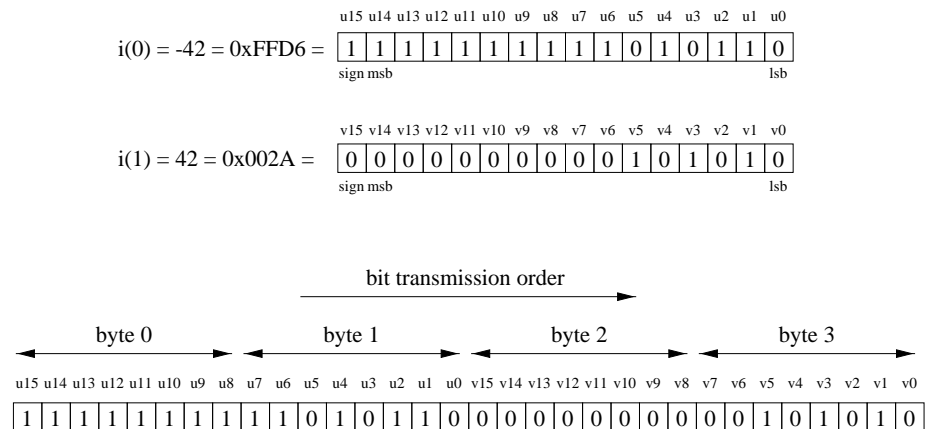 u15 u14 u13 u12 u11 u10 u9 u8 u7 u6 u5 u4 u3 u2 u1 u0
i(0) = -42 = 0xFFD6 = 1 1 1 1 1 1 1 1 1 1 0 1 0 1 1 0
sign msb lsb
v15 v14 v13 v12 v11 v10 v9 v8 v7 v6 v5 v4 v3 v2 v1 v0
i(1) = 42 = 0x002A = 0 0 0 0 0 0 0 0 0 0 1 0 1 0 1 0
sign msb lsb
bit transmission order
byte 0 byte 1 byte 2 byte 3
u15 u14 u13 u12 u11 u10 u9 u8 u7 u6 u5 u4 u3 u2 u1 u0 v15 v14 v13 v12 v11 v10 v9 v8 v7 v6 v5 v4 v3 v2 v1 v0
1 1 1 1 1 1 1 1 1 1 0 1 0 1 1 0 0 0 0 0 0 0 0 0 0 0 1 0 1 0 1 0